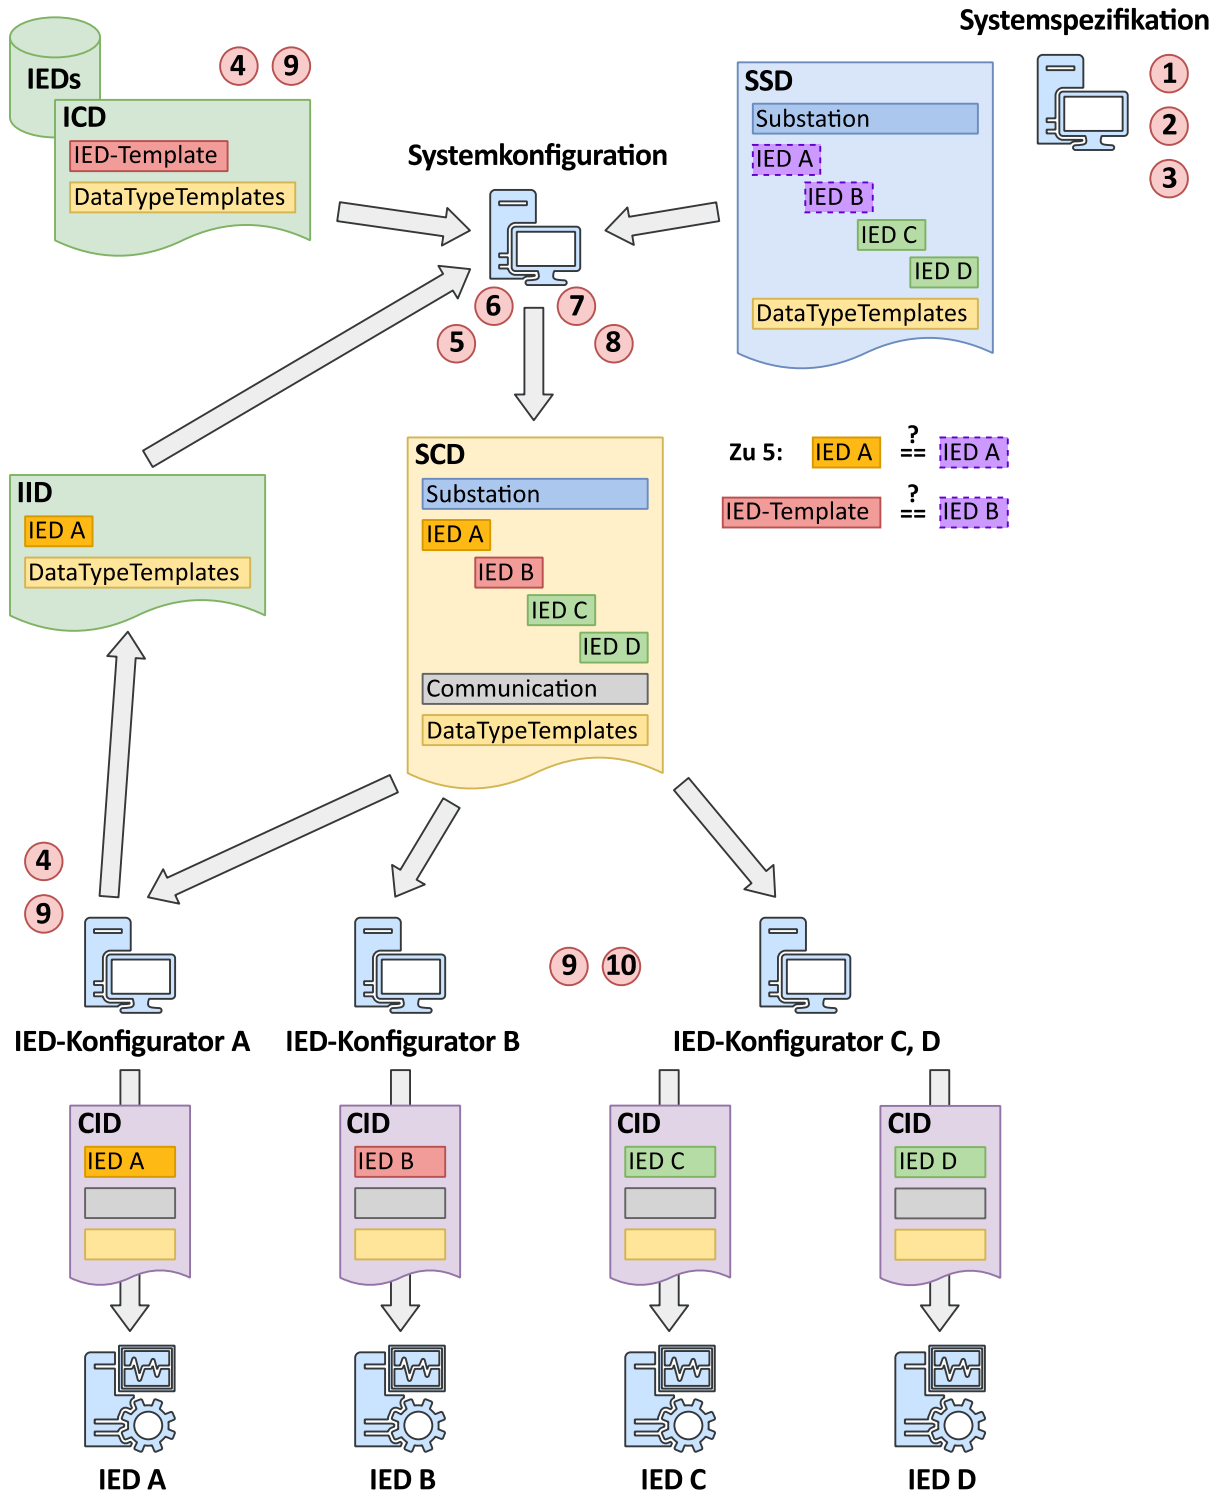 Systemspezifikation
1
2
3
IEDs
4 9
ICD
IED-Template
DataTypeTemplates
Systemkonfiguration
SSD
Substation
IED A
IED B
IED C
IED D
DataTypeTemplates
6 7
5 8
SCD
Substation
IED A
IED B
IED C
IED D
Communication
DataTypeTemplates
Zu 5: IED A ?== IED A
IED-Template ?== IED B
IID
IED A
DataTypeTemplates
4
9
9 10
IED-Konfigurator A
IED-Konfigurator B
IED-Konfigurator C, D
CID
IED A
CID
IED B
CID
IED C
CID
IED D
IED A
IED B
IED C
IED D